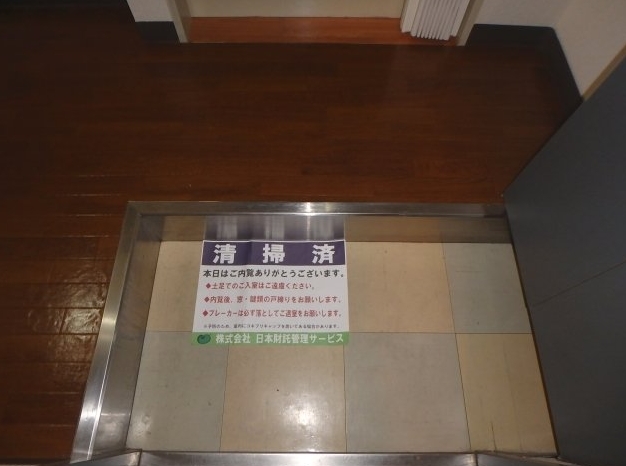 清掃済
本日はご内覧ありがとうございます。
◆土足でのご入室はご遠慮ください。
◆内覧後、窓・鍵類の戸締りをお願いします。
◆ブレーカーは必ず落としてご退室をお願いします。
株式会社 日本財託管理サービス